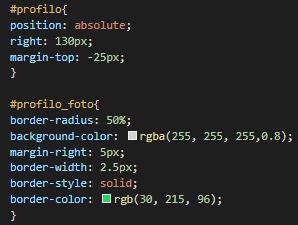 #profilo{
position: absolute;
right: 130px;
margin-top: -25px;
}

#profilo_foto{
border-radius: 50%;
background-color: rgba(255, 255, 255,0.8);
margin-right: 5px;
border-width: 2.5px;
border-style: solid;
border-color: rgb(30, 215, 96);
}